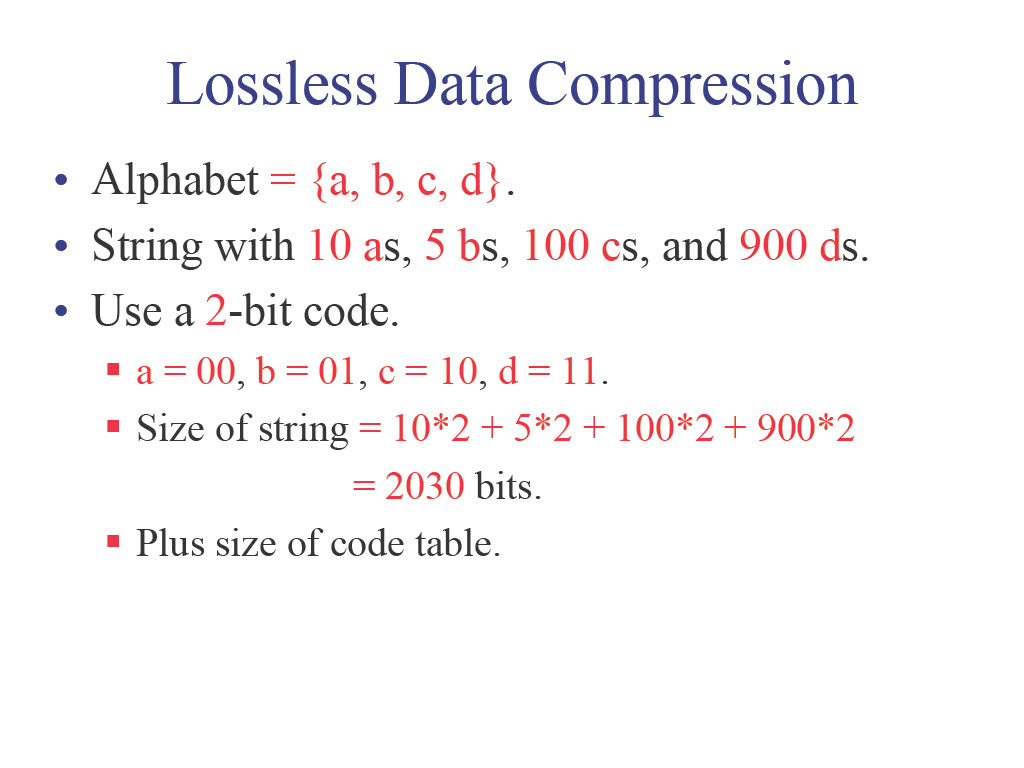 Lossless Data Compression
• Alphabet = {a, b, c, d}.
• String with 10 as, 5 bs, 100 cs, and 900 ds.
• Use a 2-bit code.
▪ a = 00, b = 01, c = 10, d = 11.
▪ Size of string = 10*2 + 5*2 + 100*2 + 900*2
= 2030 bits.
▪ Plus size of code table.